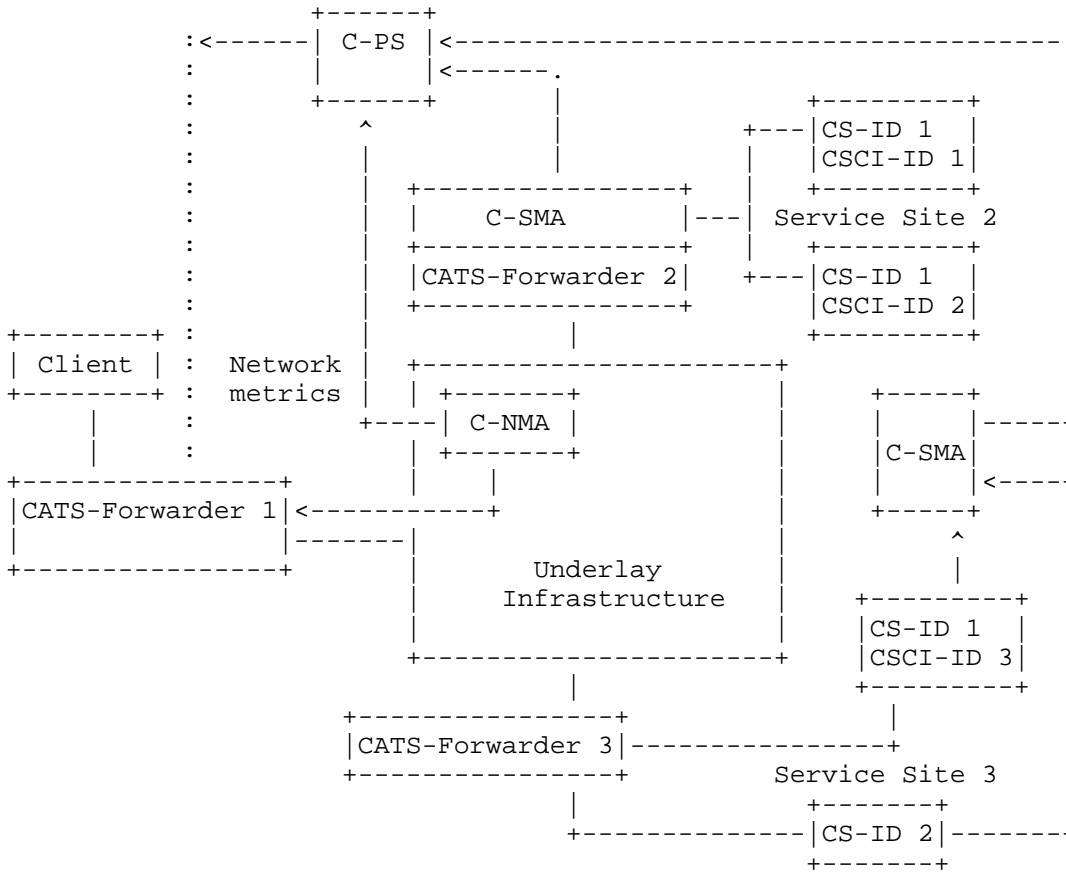 C-PS
CS-ID 1
CSCI-ID 1
C-SMA
Service Site 2
CATS-Forwarder 2
CS-ID 1
CSCI-ID 2
Client
Network
metrics
C-NMA
C-SMA
CATS-Forwarder 1
Underlay
Infrastructure
CS-ID 1
CSCI-ID 3
CATS-Forwarder 3
Service Site 3
CS-ID 2